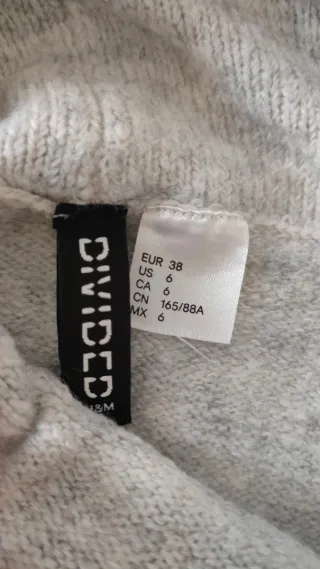 DIVIDED
H&M
EUR 38
US 6
CA 6
CN 165/88A
MX 6